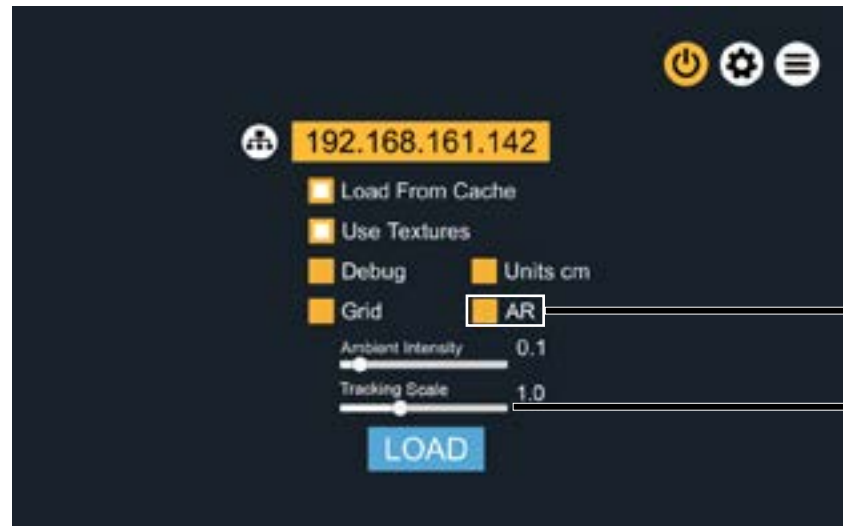 192.168.161.142
Load From Cache
Use Textures
Debug Units cm
Grid AR
Ambient Intensity 0.1
Tracking Scale 1.0
LOAD